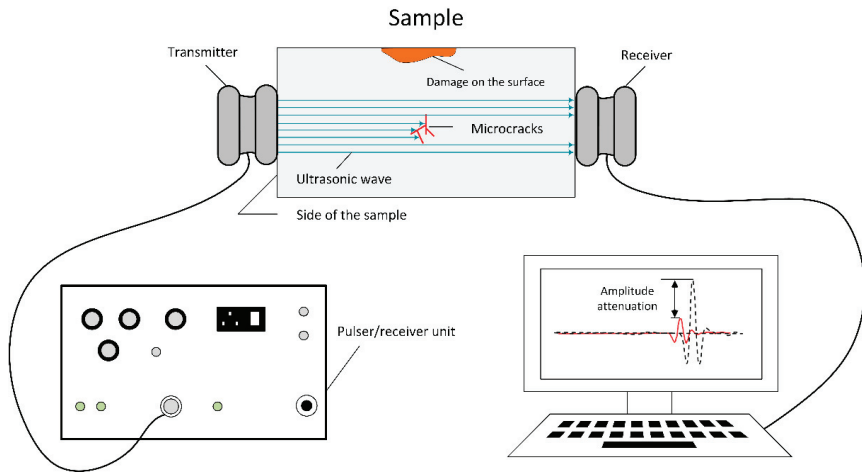 Sample
Transmitter
Receiver
Damage on the surface
Microcracks
Ultrasonic wave
Side of the sample
Pulser/receiver unit
Amplitude
attenuation